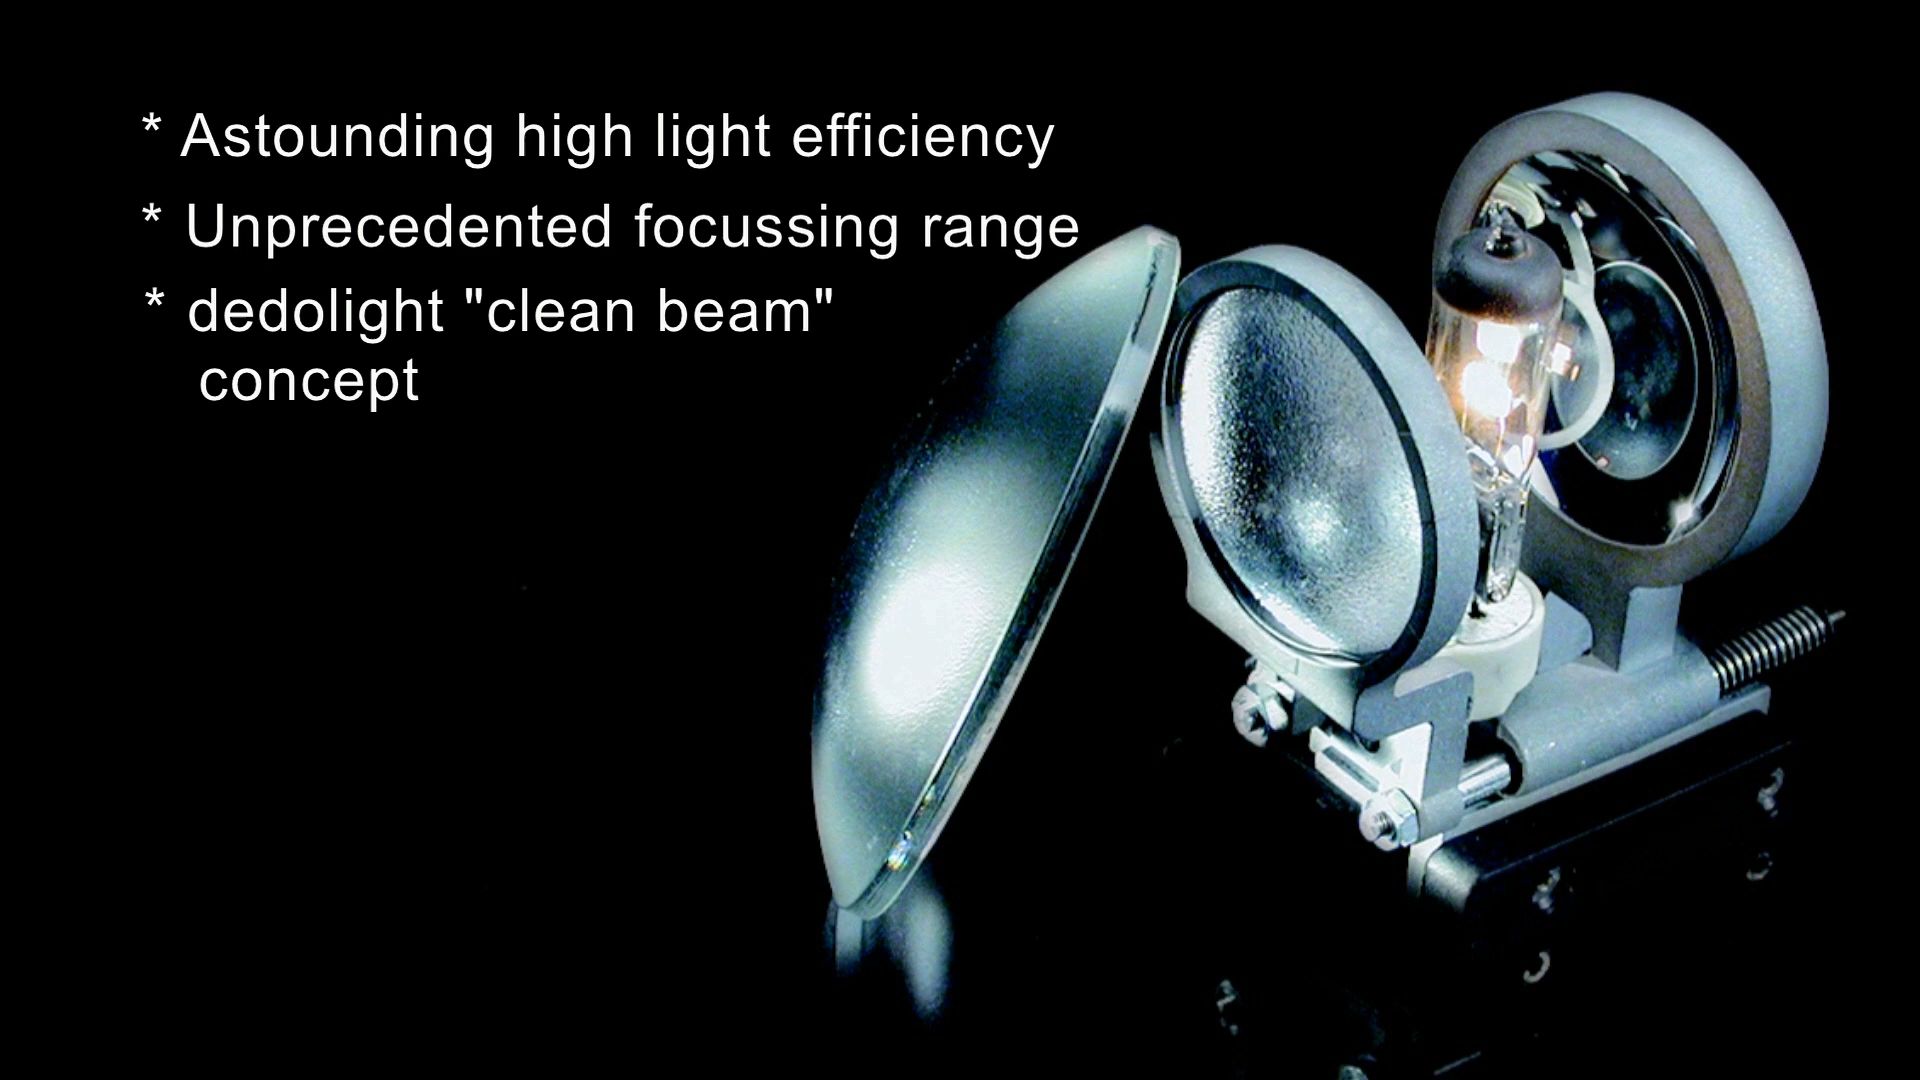 * Astounding high light efficiency
* Unprecedented focussing range
* dedolight "clean beam"
concept